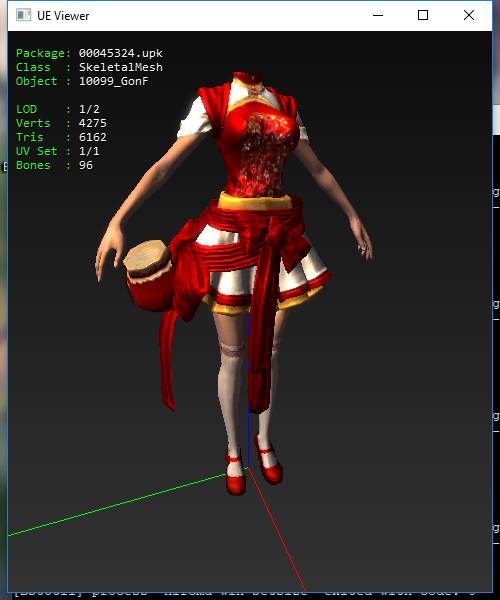 UE Viewer
Package: 00045324.upk
Class : SkeletalMesh
Object : 10099_GonF
LOD : 1/2
Verts : 4275
Tris : 6162
UV Set : 1/1
Bones : 96